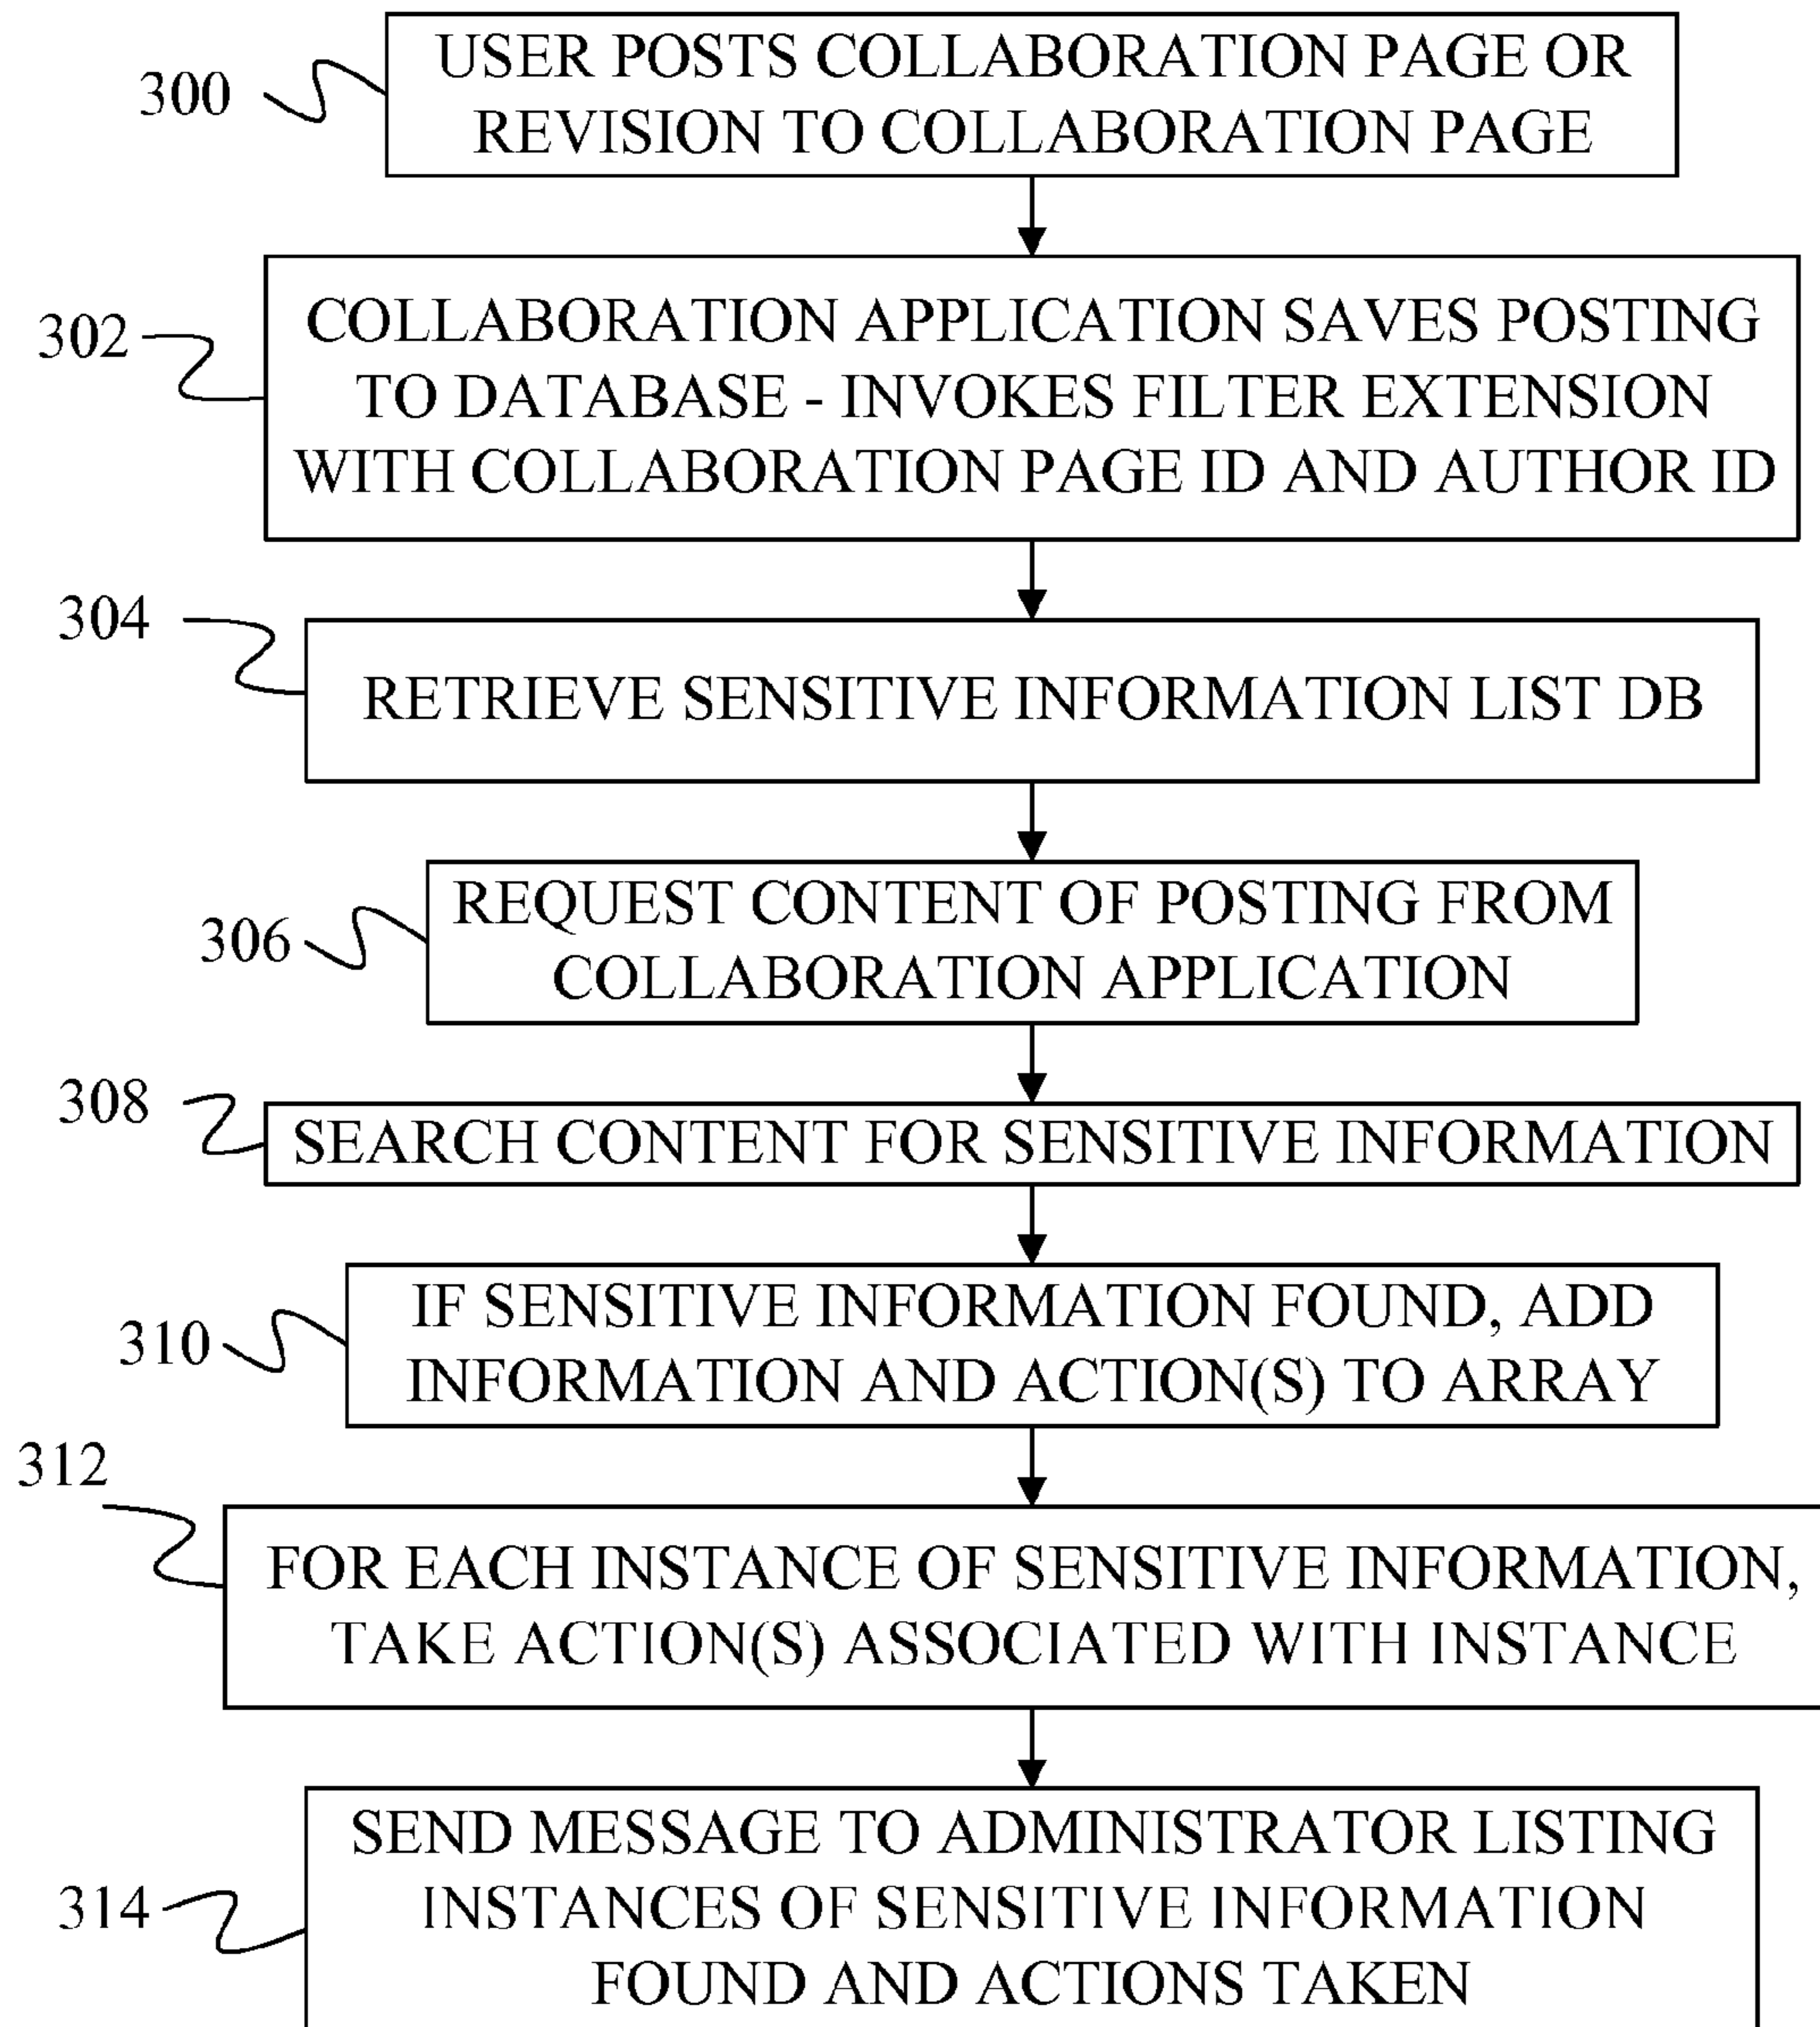 300
USER POSTS COLLABORATION PAGE OR
REVISION TO COLLABORATION PAGE
302
COLLABORATION APPLICATION SAVES POSTING
TO DATABASE - INVOKES FILTER EXTENSION
WITH COLLABORATION PAGE ID AND AUTHOR ID
304
RETRIEVE SENSITIVE INFORMATION LIST DB
306
REQUEST CONTENT OF POSTING FROM
COLLABORATION APPLICATION
308
SEARCH CONTENT FOR SENSITIVE INFORMATION
310
IF SENSITIVE INFORMATION FOUND, ADD
INFORMATION AND ACTION(S) TO ARRAY
312
FOR EACH INSTANCE OF SENSITIVE INFORMATION,
TAKE ACTION(S) ASSOCIATED WITH INSTANCE
314
SEND MESSAGE TO ADMINISTRATOR LISTING
INSTANCES OF SENSITIVE INFORMATION
FOUND AND ACTIONS TAKEN